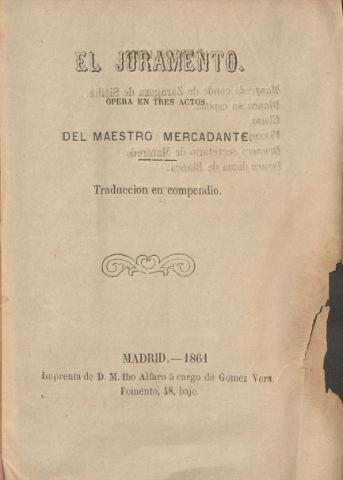 EL JURAMENTO.
OPERA EN TRES ACTOS.
DEL MAESTRO MERCADANTE.
Traduccion en compendio.
MADRID.—1861
Imprenta de D. M. Ibo Alfaro á cargo de Gomez Vera.
Fomento, 18, bajo.